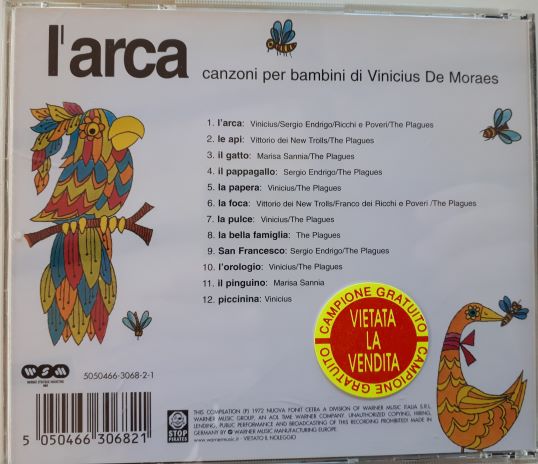 l'arca canzoni per bambini di Vinicius De Moraes
1. l'arca: Vinicius/Sergio Endrigo/Ricchi e Poveri/The Plagues
2. le api: Vittorio dei New Trolls/The Plagues
3. il gatto: Marisa Sannia/The Plagues
4. il pappagallo: Sergio Endrigo/The Plagues
5. la papera: Vinicius/The Plagues
6. la foca: Vittorio dei New Trolls/Franco dei Ricchi e Poveri /The Plagues
7. la pulce: Vinicius/The Plagues
8. la bella famiglia: The Plagues
9. San Francesco: Sergio Endrigo/The Plagues
10. l'orologio: Vinicius/The Plagues
11. il pinguino: Marisa Sannia
12. piccinina: Vinicius
CAMPIONE GRATUITO
VIETATA
LA
VENDITA
CAMPIONE GRATUITO
wsm
5050466-3068-2-1
5 050466 306821
STOP
PIRATES
THIS COMPILATION (P) 1972 NUOVA FONIT CETRA A DIVISION OF WARNER MUSIC ITALIA S.R.L.
WARNER MUSIC GROUP, AN AOL TIME WARNER COMPANY. UNAUTHORIZED COPYING, HIRING,
LENDING, PUBLIC PERFORMANCE AND BROADCASTING OF THIS RECORDING PROHIBITED. MADE IN
GERMANY BY WARNER MUSIC MANUFACTURING EUROPE.
www.warnermusic.it - VIETATO IL NOLEGGIO